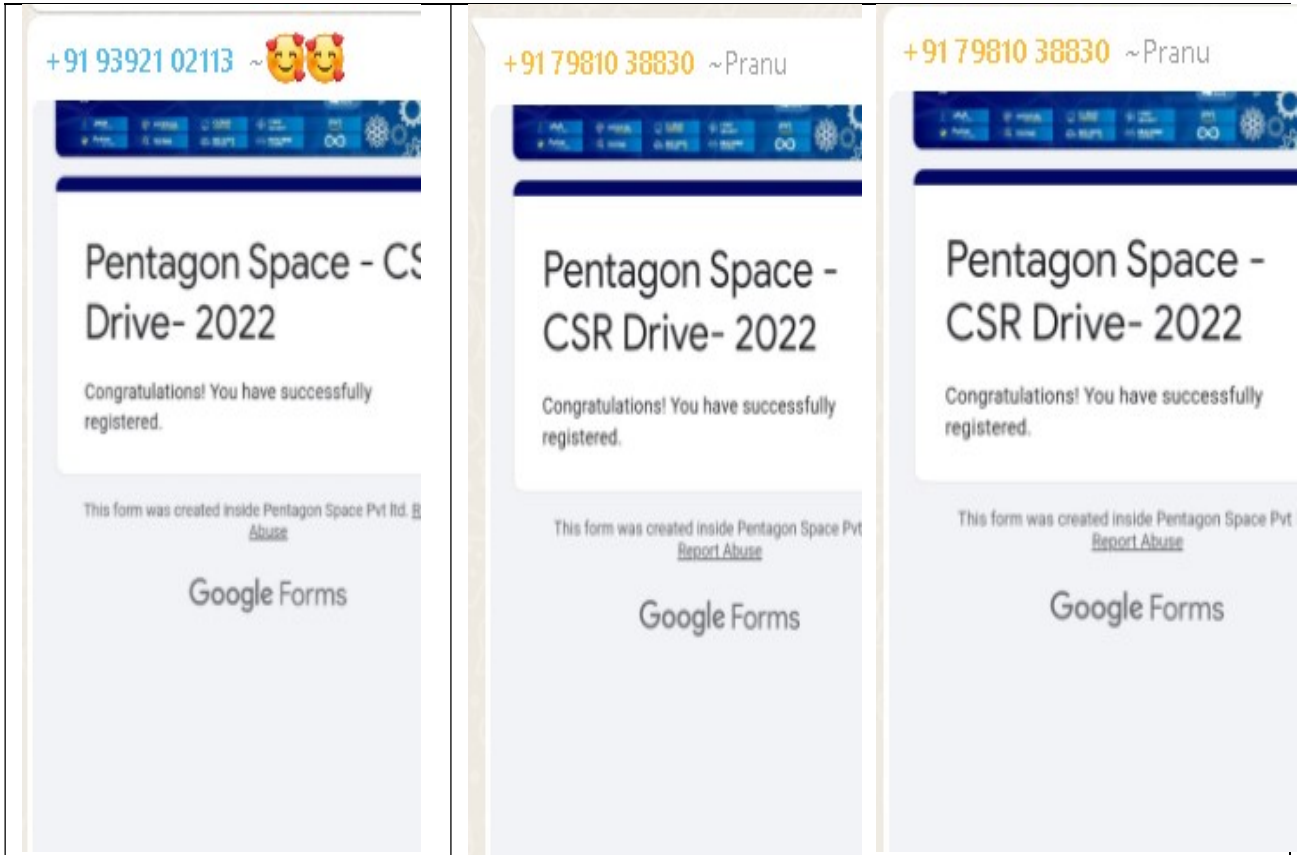 +91 93921 02113 ~🥰🥰
Pentagon Space - CS
Drive- 2022
Congratulations! You have successfully
registered.
This form was created inside Pentagon Space Pvt ltd. R
Abuse
Google Forms
+91 79810 38830 ~Pranu
Pentagon Space -
CSR Drive- 2022
Congratulations! You have successfully
registered.
This form was created inside Pentagon Space Pvt
Report Abuse
Google Forms
+91 79810 38830 ~Pranu
Pentagon Space -
CSR Drive- 2022
Congratulations! You have successfully
registered.
This form was created inside Pentagon Space Pvt
Report Abuse
Google Forms